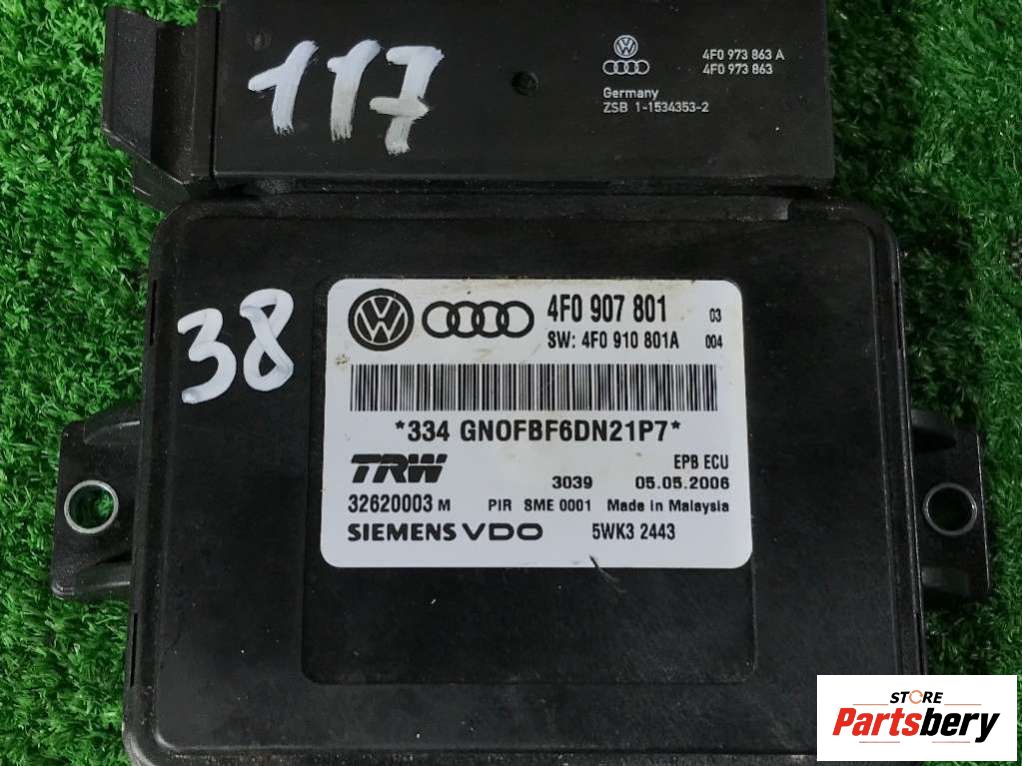 117
4F0 973 863 A
4F0 973 863
Germany
ZSB 1-1534353-2
38
4F0 907 801 03
SW: 4F0 910 801A 004
*334 GNOFBF6DN21P7*
TRW EPB ECU
3039 05.05.2006
32620003 M PIR SME 0001 Made in Malaysia
SIEMENS VDO 5WK3 2443
STORE
Partsbery